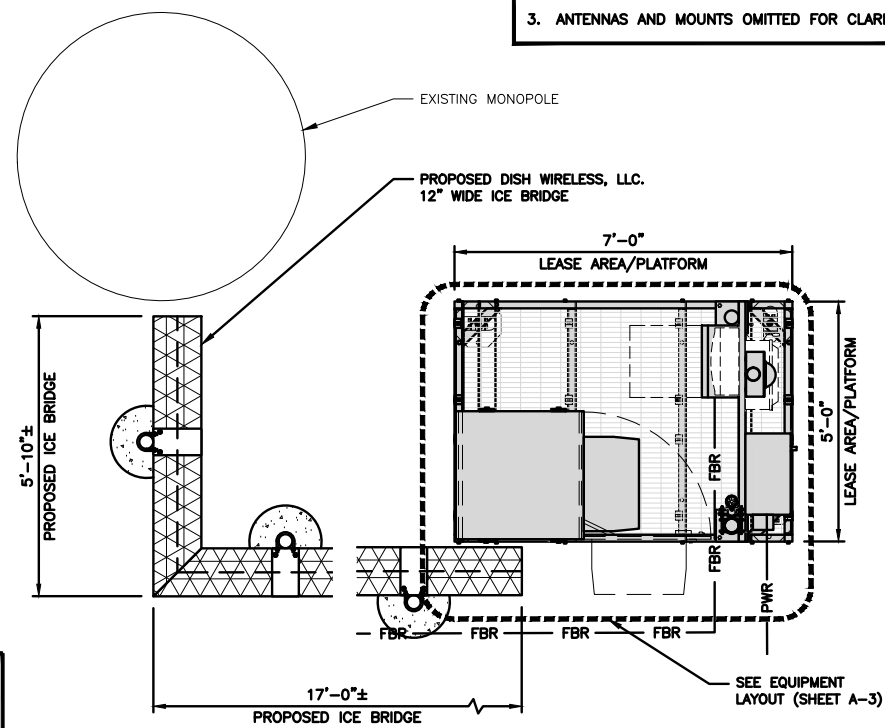 3. ANTENNAS AND MOUNTS OMITTED FOR
EXISTING MONOPOLE
PROPOSED DISH WIRELESS, LLC.
12" WIDE ICE BRIDGE
7'-0"
LEASE AREA/PLATFORM
5'-10"±
PROPOSED ICE BRIDGE
5'-0"
LEASE AREA/PLATFORM
FBR
FBR
PWR
FBR FBR FBR FBR
17'-0"±
PROPOSED ICE BRIDGE
SEE EQUIPMENT
LAYOUT (SHEET A-3)